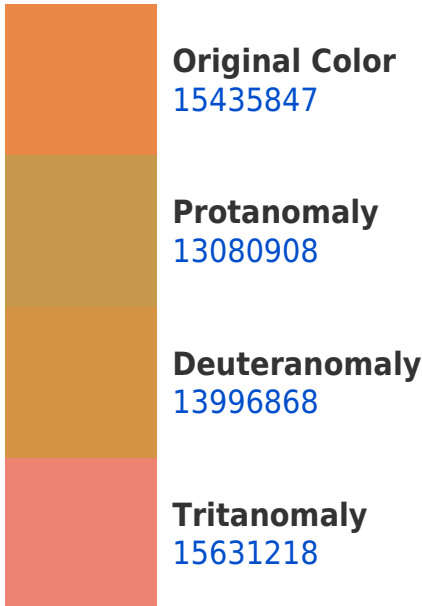 Original Color
15435847
Protanomaly
13080908
Deuteranomaly
13996868
Tritanomaly
15631218